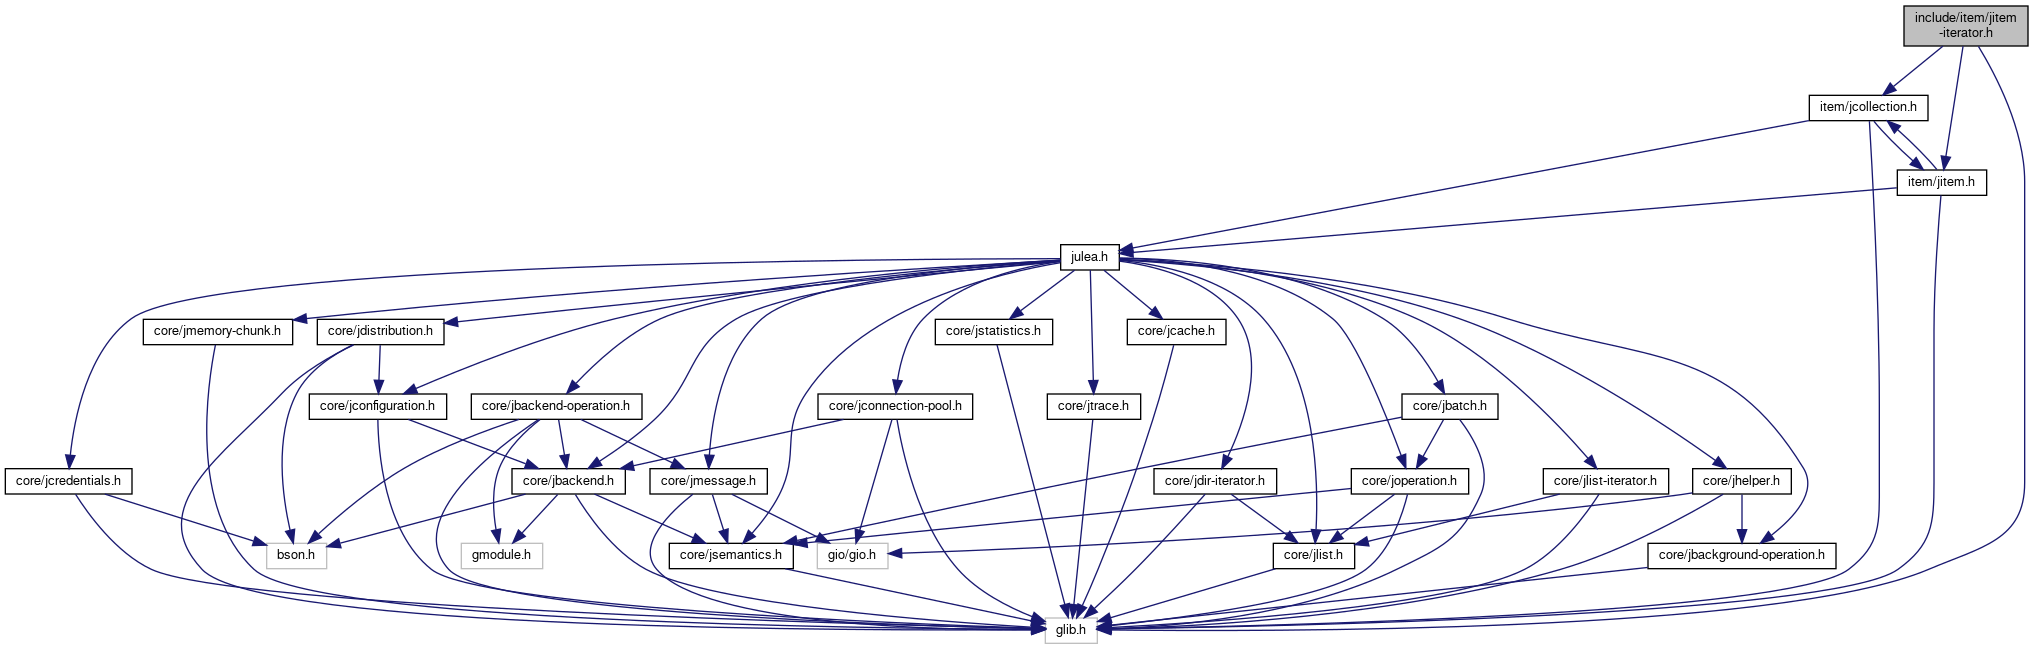 include/item/jitem
-iterator.h
item/jcollection.h
item/jitem.h
julea.h
core/jmemory-chunk.h
core/jdistribution.h
core/jstatistics.h
core/jcache.h
core/jconfiguration.h
core/jbackend-operation.h
core/jconnection-pool.h
core/jtrace.h
core/jbatch.h
core/jcredentials.h
core/jbackend.h
core/jmessage.h
core/jdir-iterator.h
core/joperation.h
core/jlist-iterator.h
core/jhelper.h
bson.h
gmodule.h
core/jsemantics.h
gio/gio.h
core/jlist.h
core/jbackground-operation.h
glib.h